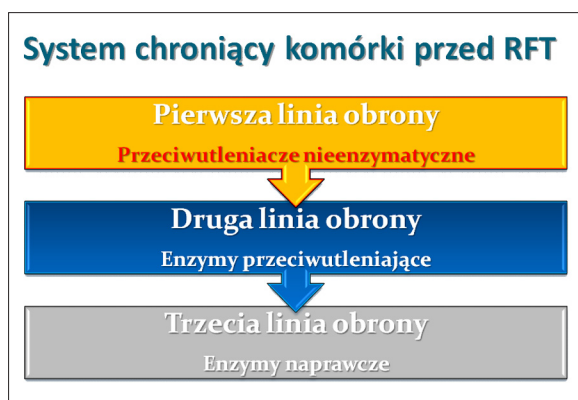 System chroniący komórki przed RFT
Pierwsza linia obrony
Przeciwutleniacze nieenzymatyczne
Druga linia obrony
Enzymy przeciwutleniające
Trzecia linia obrony
Enzymy naprawcze